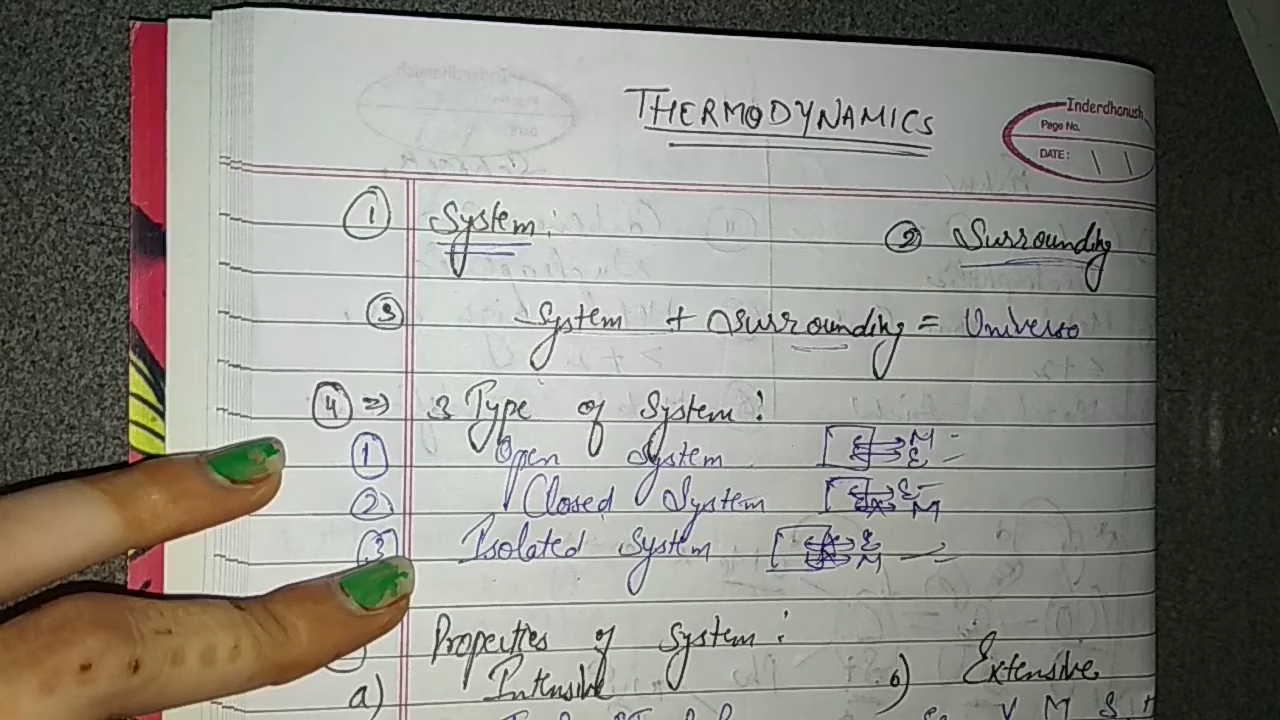 THERMODYNAMICS
Inderdhanush
Page No.
DATE:
① System: ② Surrounding
③ System + Surrounding = Universe
④ => 3 Type of System:
① Open System M
E
② Closed System E
M
③ Isolated System E
M
Properties of System:
a) Intensive b) Extensive
V M S H